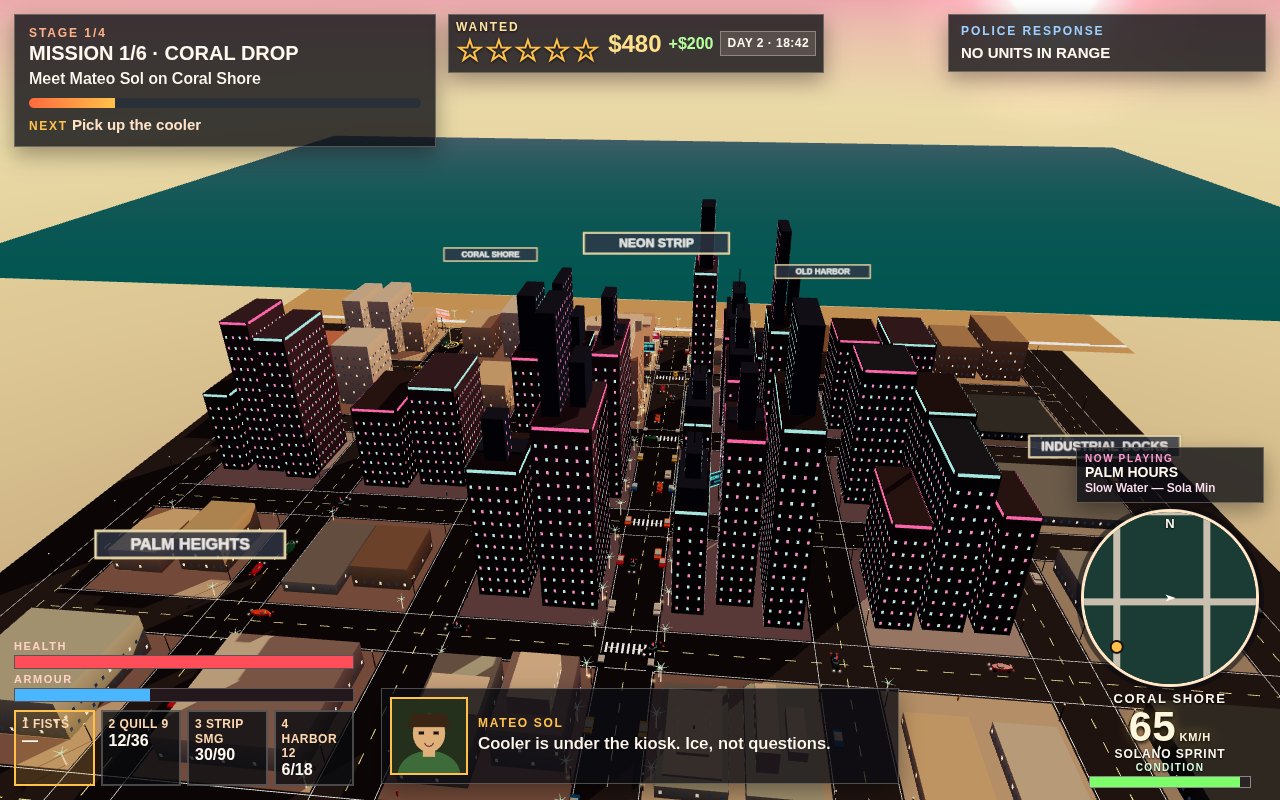 STAGE 1/4
MISSION 1/6 · CORAL DROP
Meet Mateo Sol on Coral Shore
NEXT Pick up the cooler
WANTED
$480 +$200 DAY 2 · 18:42
POLICE RESPONSE
NO UNITS IN RANGE
NEON STRIP
CORAL SHORE
OLD HARBOR
INDUSTRIAL DOCKS
PALM HEIGHTS
NOW PLAYING
PALM HOURS
Slow Water — Sola Min
N
CORAL SHORE
65 KM/H
SOLANO SPRINT
CONDITION
HEALTH
ARMOUR
1 FISTS
—
2 QUILL 9
12/36
3 STRIP
SMG
30/90
4
HARBOR
12
6/18
MATEO SOL
Cooler is under the kiosk. Ice, not questions.